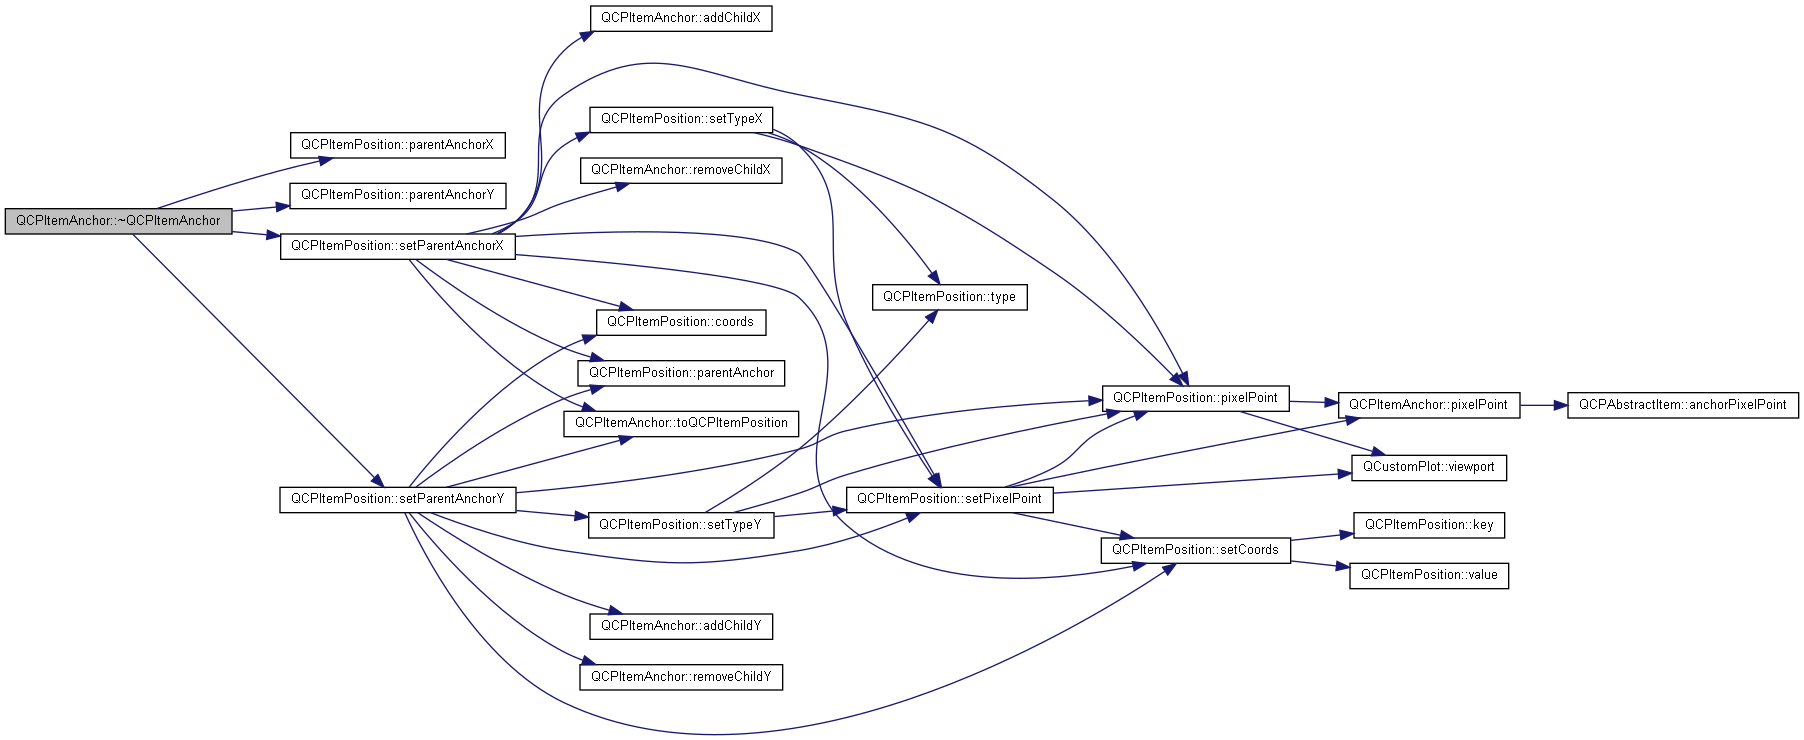 QCPItemAnchor::addChildX
QCPItemPosition::setTypeX
QCPItemPosition::parentAnchorX
QCPItemAnchor::removeChildX
QCPItemPosition::parentAnchorY
QCPItemAnchor::~QCPItemAnchor
QCPItemPosition::setParentAnchorX
QCPItemPosition::type
QCPItemPosition::coords
QCPItemPosition::parentAnchor
QCPItemPosition::pixelPoint
QCPItemAnchor::pixelPoint
QCPAbstractItem::anchorPixelPoint
QCPItemAnchor::toQCPItemPosition
QCustomPlot::viewport
QCPItemPosition::setParentAnchorY
QCPItemPosition::setPixelPoint
QCPItemPosition::setTypeY
QCPItemPosition::key
QCPItemPosition::setCoords
QCPItemPosition::value
QCPItemAnchor::addChildY
QCPItemAnchor::removeChildY